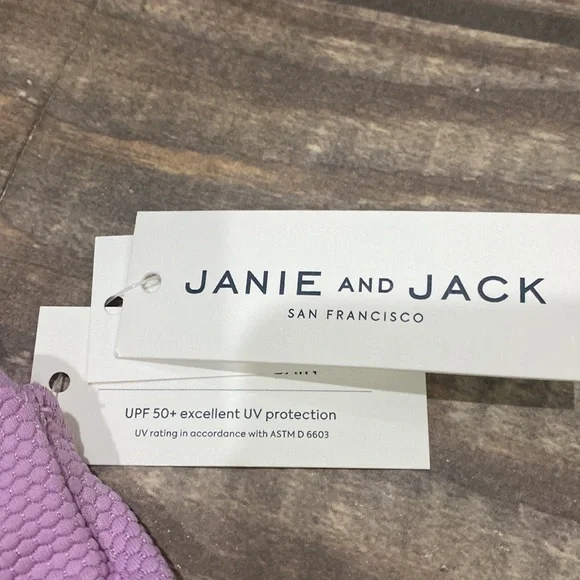 JANIE AND JACK
SAN FRANCISCO
UPF 50+ excellent UV protection
UV rating in accordance with ASTM D 6603